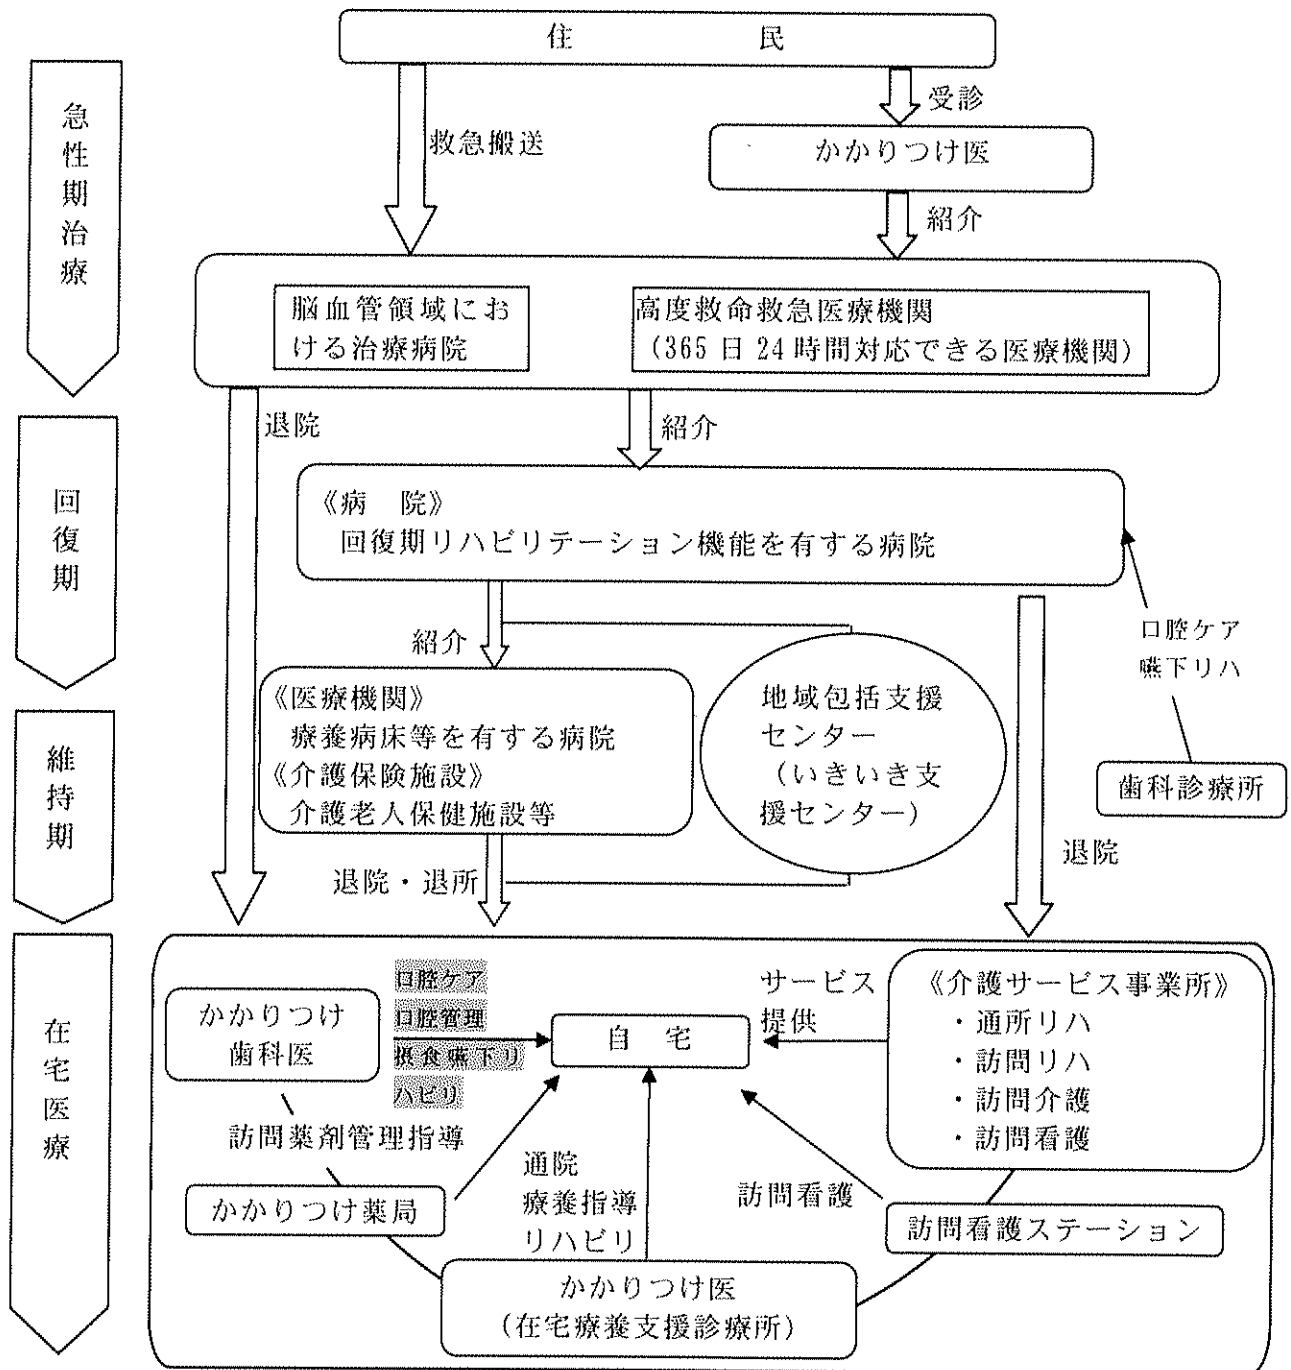 住　　　　民
急性期治療
受診
救急搬送
かかりつけ医
紹介
脳血管領域にお
ける治療病院
高度救命救急医療機関
（365 日 24 時間対応できる医療機関）
退院
紹介
回復期
《病　院》
回復期リハビリテーション機能を有する病院
口腔ケア
嚥下リハ
紹介
維持期
《医療機関》
療養病床等を有する病院
《介護保険施設》
介護老人保健施設等
地域包括支援
センター
（いきいき支
援センター）
歯科診療所
退院
退院・退所
在宅医療
かかりつけ
歯科医
口腔ケア
口腔管理
摂食嚥下リ
ハビリ
自　宅
サービス
提供
《介護サービス事業所》
・通所リハ
・訪問リハ
・訪問介護
・訪問看護
訪問薬剤管理指導
かかりつけ薬局
通院
療養指導
リハビリ
訪問看護
訪問看護ステーション
かかりつけ医
（在宅療養支援診療所）